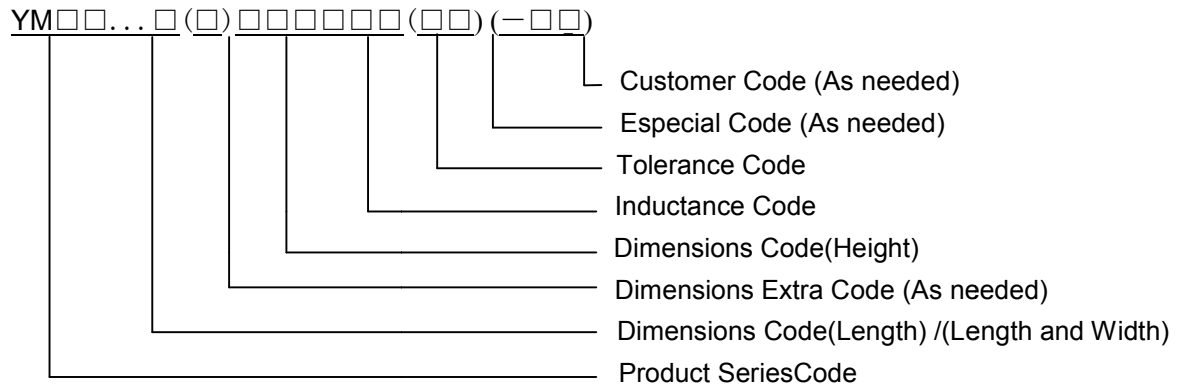 YM□□...□(□)□□□□□□(□□)(－□□)
Customer Code (As needed)
Especial Code (As needed)
Tolerance Code
Inductance Code
Dimensions Code(Height)
Dimensions Extra Code (As needed)
Dimensions Code(Length) /(Length and Width)
Product SeriesCode